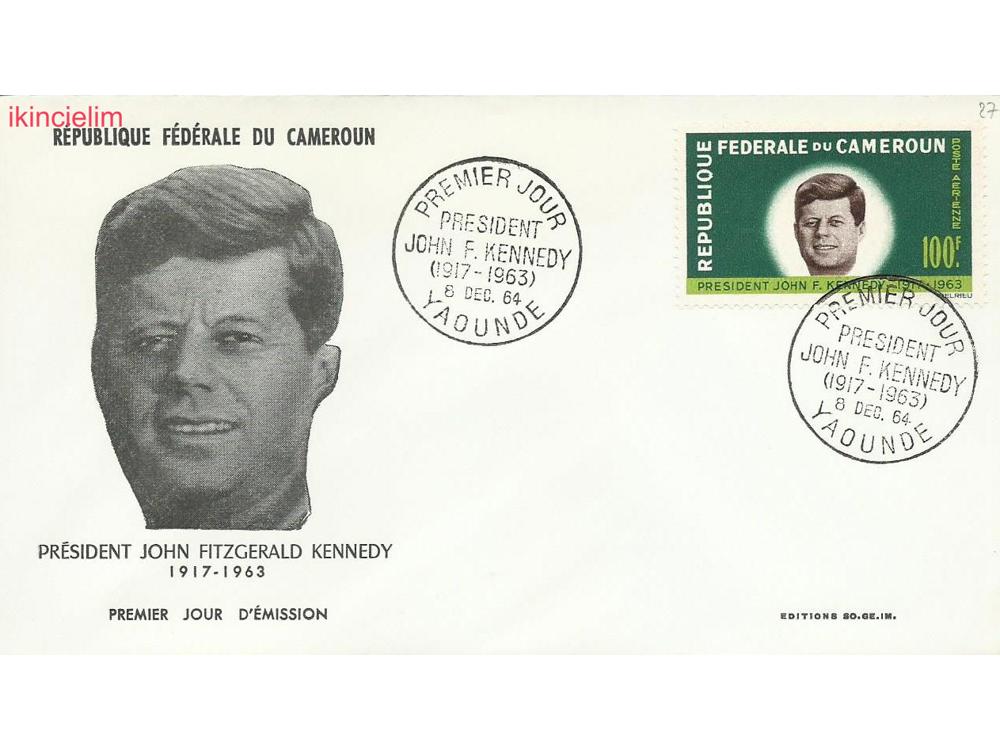 ikincielim
RÉPUBLIQUE FÉDÉRALE DU CAMEROUN
PRÉSIDENT JOHN FITZGERALD KENNEDY
1917-1963
PREMIER JOUR D'ÉMISSION
PREMIER JOUR
PRESIDENT
JOHN F. KENNEDY
(1917-1963)
8 DEC. 64
YAOUNDE
27
REPUBLIQUE
FEDERALE DU CAMEROUN
POSTE AERIENNE
100F.
PRESIDENT JOHN F. KENNEDY-1917-1963
PREMIER JOUR
PRESIDENT
JOHN F. KENNEDY
(1917-1963)
8 DEC. 64
YAOUNDE
EDITIONS SO.GE.IM.